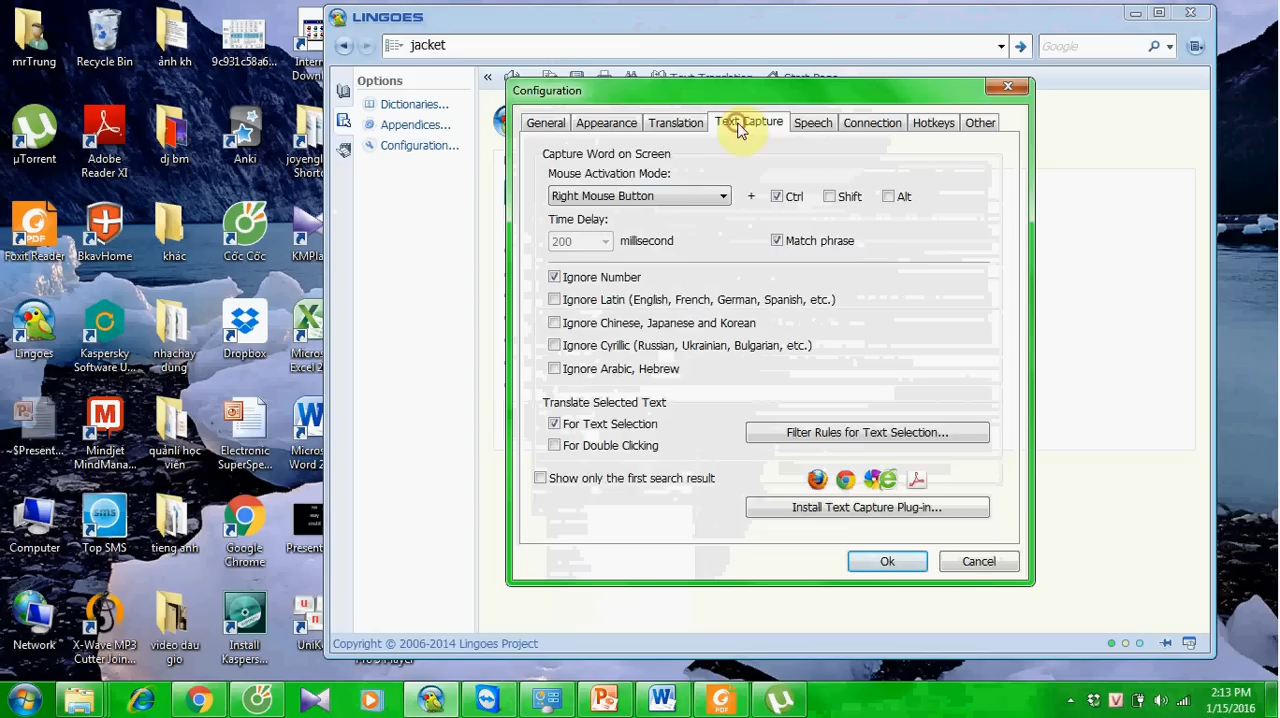 mrTrung
Recycle Bin
ảnh kh
9c931c58a6...
µTorrent
Adobe
Reader XI
dj bm
Anki
Foxit Reader
BkavHome
khác
Cốc Cốc
Lingoes
Kaspersky
Software U...
Dropbox
~$Present...
Mindjet
MindMana...
quản lí học
viên
Electronic
SuperSpe...
Computer
Top SMS
tieng anh
Google
Chrome
Network
X-Wave MP3
Cutter Join...
video dau
gio
Install
Kaspers...
LINGOES
jacket
Google
Options
Dictionaries...
Appendices...
Configuration...
«
Text Translation
Start Page
Configuration
General
Appearance
Translation
Text Capture
Speech
Connection
Hotkeys
Other
Capture Word on Screen
Mouse Activation Mode:
Right Mouse Button
+
Ctrl
Shift
Alt
Time Delay:
200
millisecond
Match phrase
Ignore Number
Ignore Latin (English, French, German, Spanish, etc.)
Ignore Chinese, Japanese and Korean
Ignore Cyrillic (Russian, Ukrainian, Bulgarian, etc.)
Ignore Arabic, Hebrew
Translate Selected Text
For Text Selection
For Double Clicking
Filter Rules for Text Selection...
Show only the first search result
Install Text Capture Plug-in...
Ok
Cancel
Copyright © 2006-2014 Lingoes Project
2:13 PM
1/15/2016